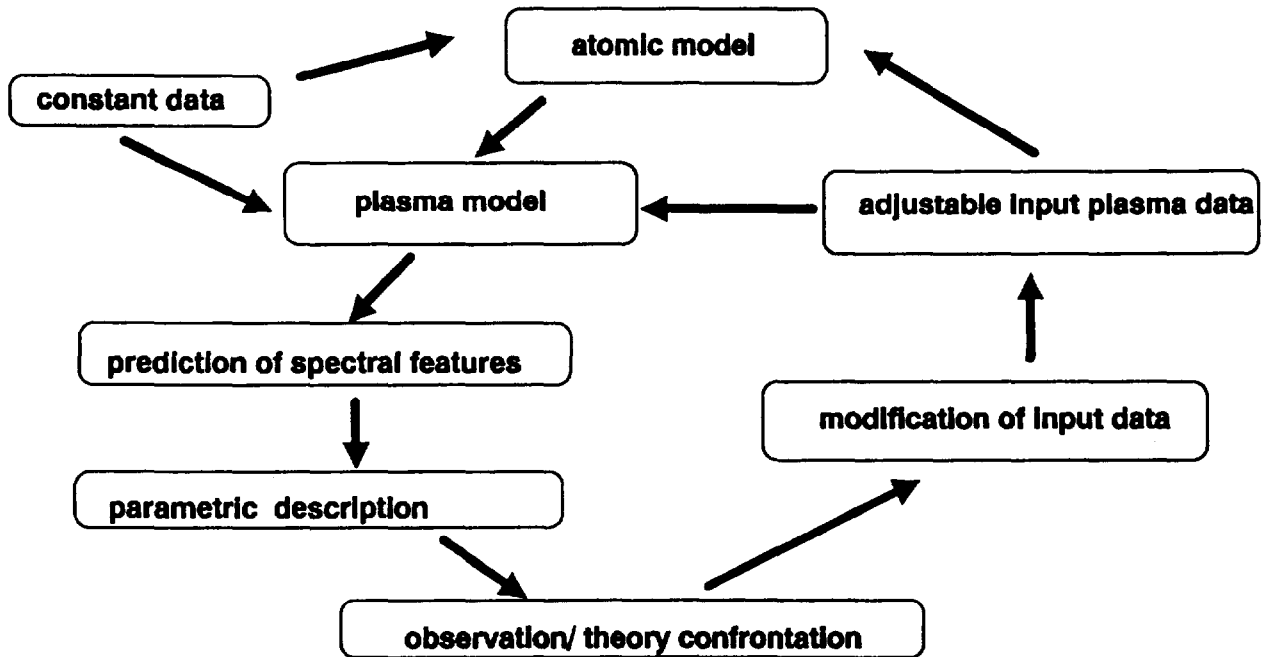 atomic model
constant data
plasma model
adjustable input plasma data
prediction of spectral features
modification of input data
parametric description
observation/ theory confrontation